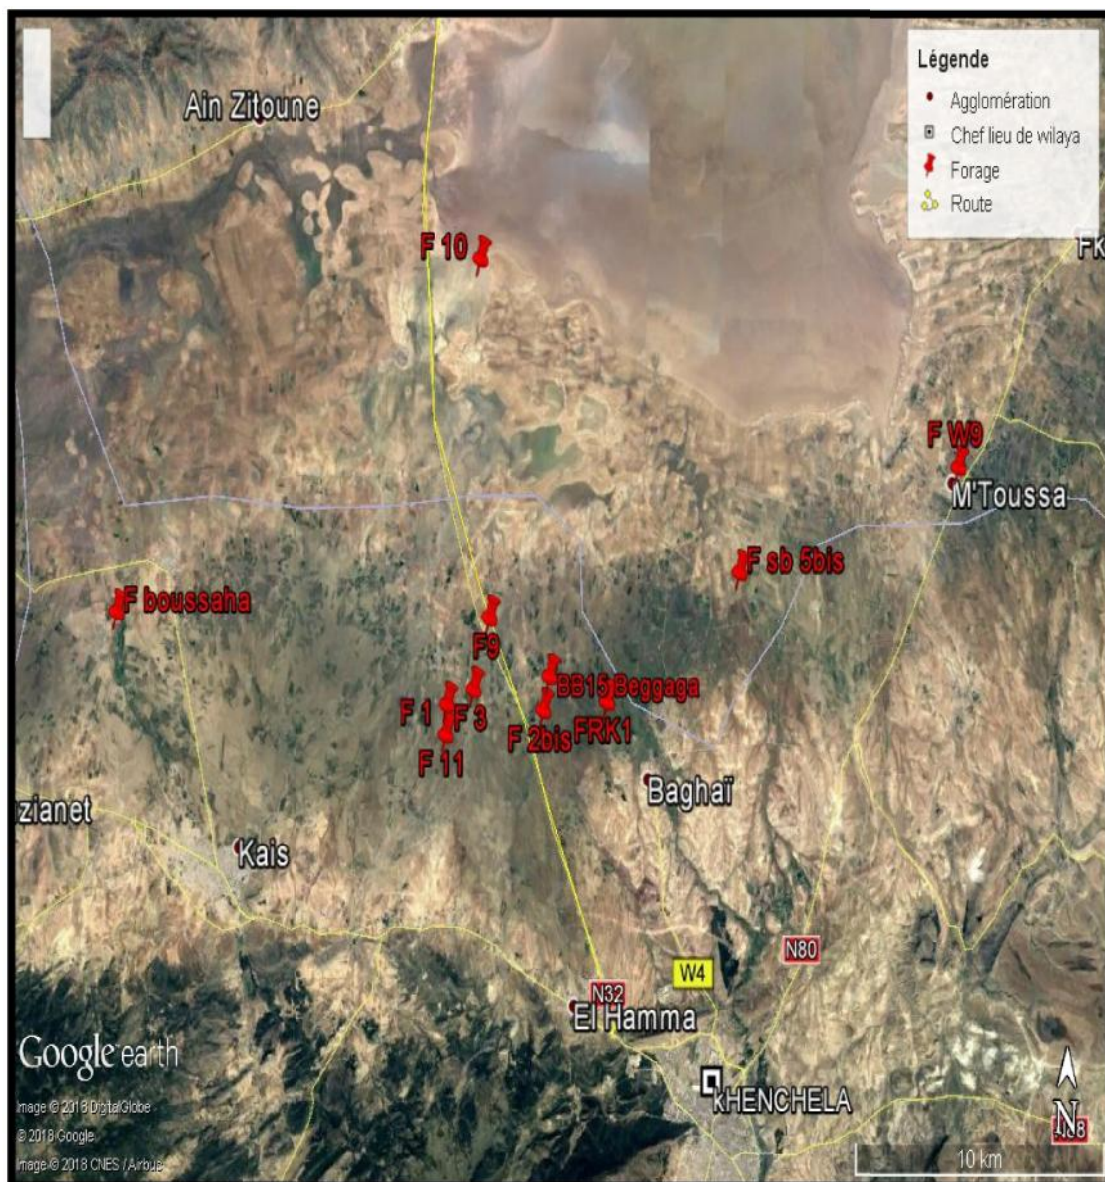 Légende
Agglomération
Chef lieu de wilaya
Forage
Route
Ain Zitoune
F 10
Fk
F W9
M'Toussa
F sb 5bis
F boussaha
F9
BB15 Beggaga
F 1
F 3
F 2bis
FRK1
F 11
Baghaï
zianet
Kais
N80
W4
N32
El Hamma
Google earth
kHENCHELA
Image © 2018 DigitalGlobe
© 2018 Google
Image © 2018 CNES / Airbus
N
10 km